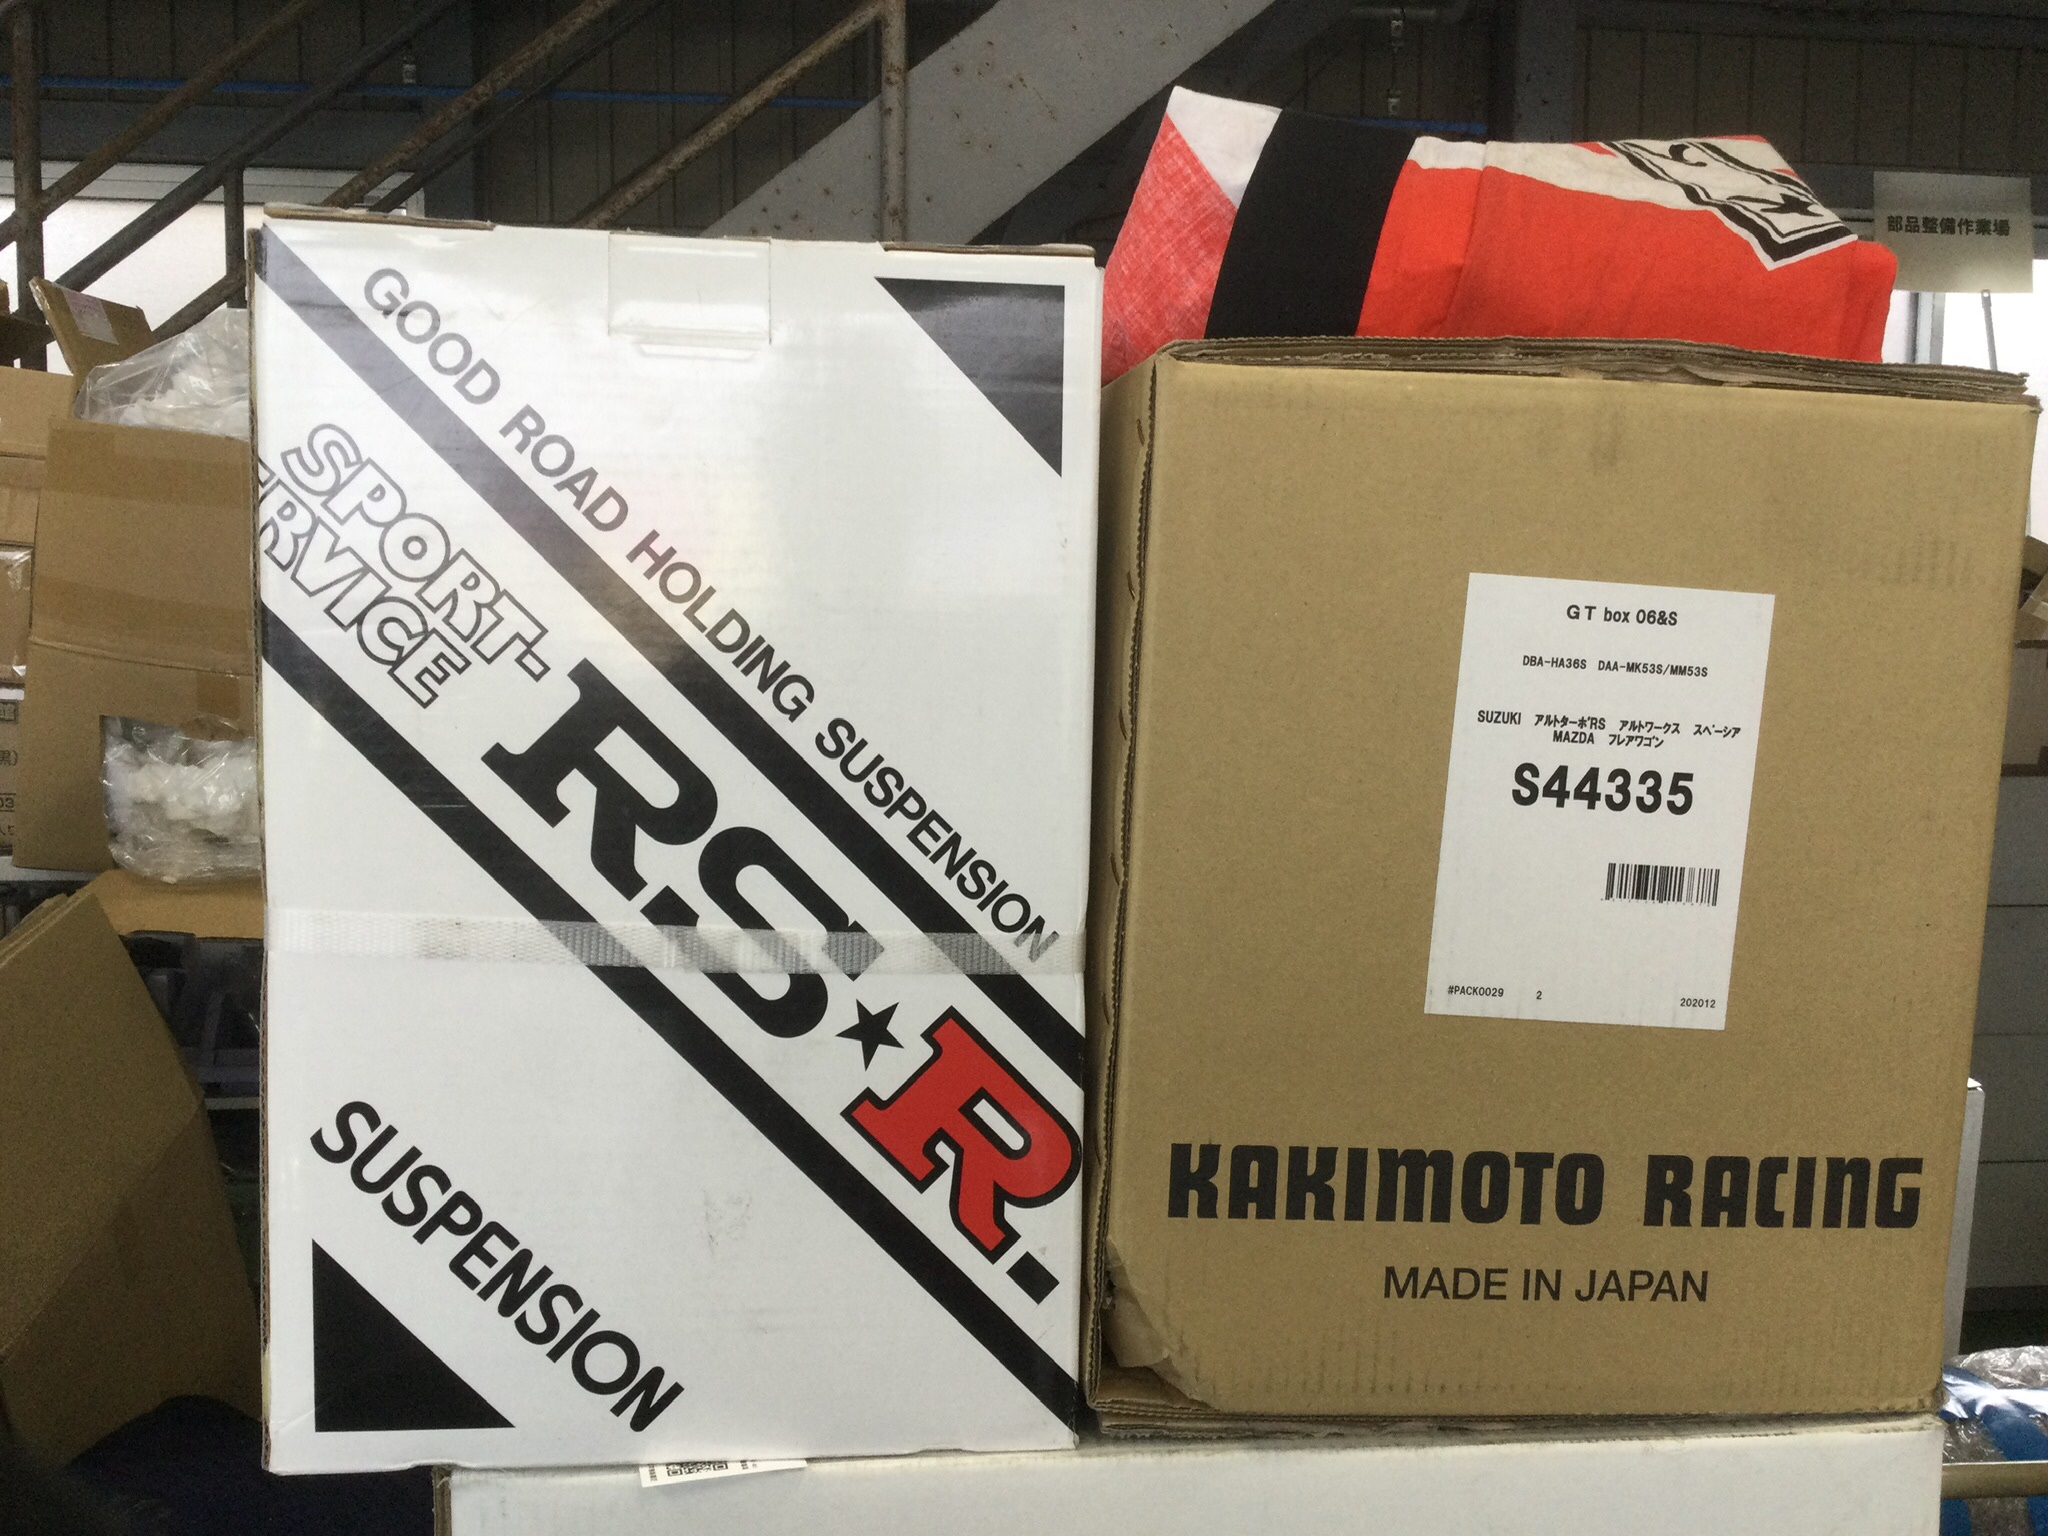 GOOD ROAD HOLDING SUSPENSION
SPORT-
RVICE
RS★R.
SUSPENSION
部品整備作業場
GT box 06&S
DBA-HA36S DAA-MK53S/MM53S
SUZUKI アルトターボRS アルトワークス スペーシア
MAZDA フレアワゴン
S44335
#PACK0029 2 202012
KAKIMOTO RACING
MADE IN JAPAN